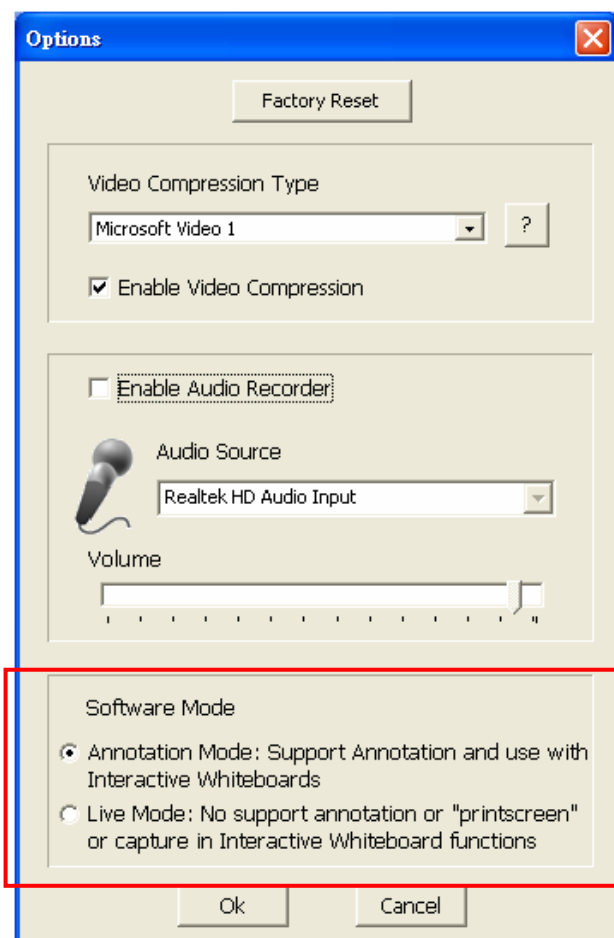 Options
Factory Reset
Video Compression Type
Microsoft Video 1
?
Enable Video Compression
Enable Audio Recorder
Audio Source
Realtek HD Audio Input
Volume
Software Mode
Annotation Mode: Support Annotation and use with
Interactive Whiteboards
Live Mode: No support annotation or "printscreen"
or capture in Interactive Whiteboard functions
Ok
Cancel